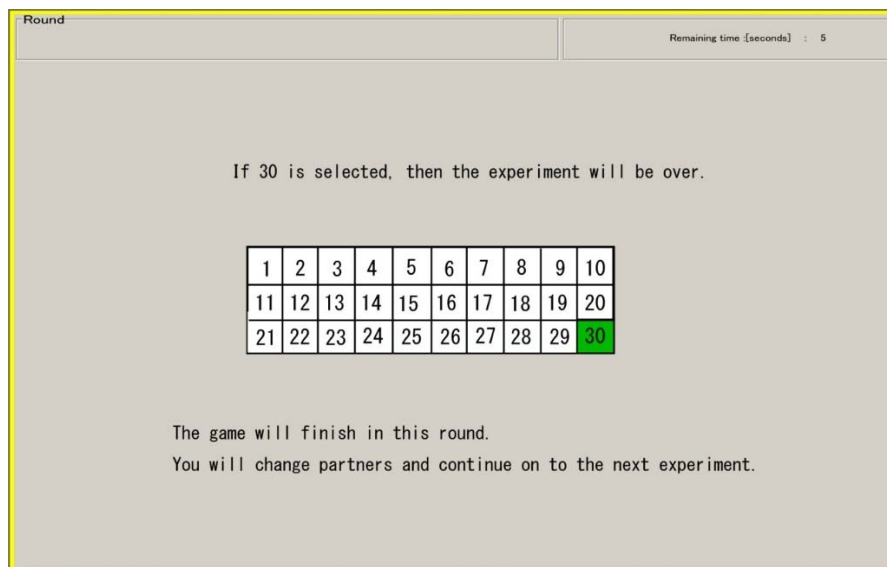 Round
Remaining time :[seconds] : 5
If 30 is selected, then the experiment will be over.
1 2 3 4 5 6 7 8 9 10
11 12 13 14 15 16 17 18 19 20
21 22 23 24 25 26 27 28 29 30
The game will finish in this round.
You will change partners and continue on to the next experiment.